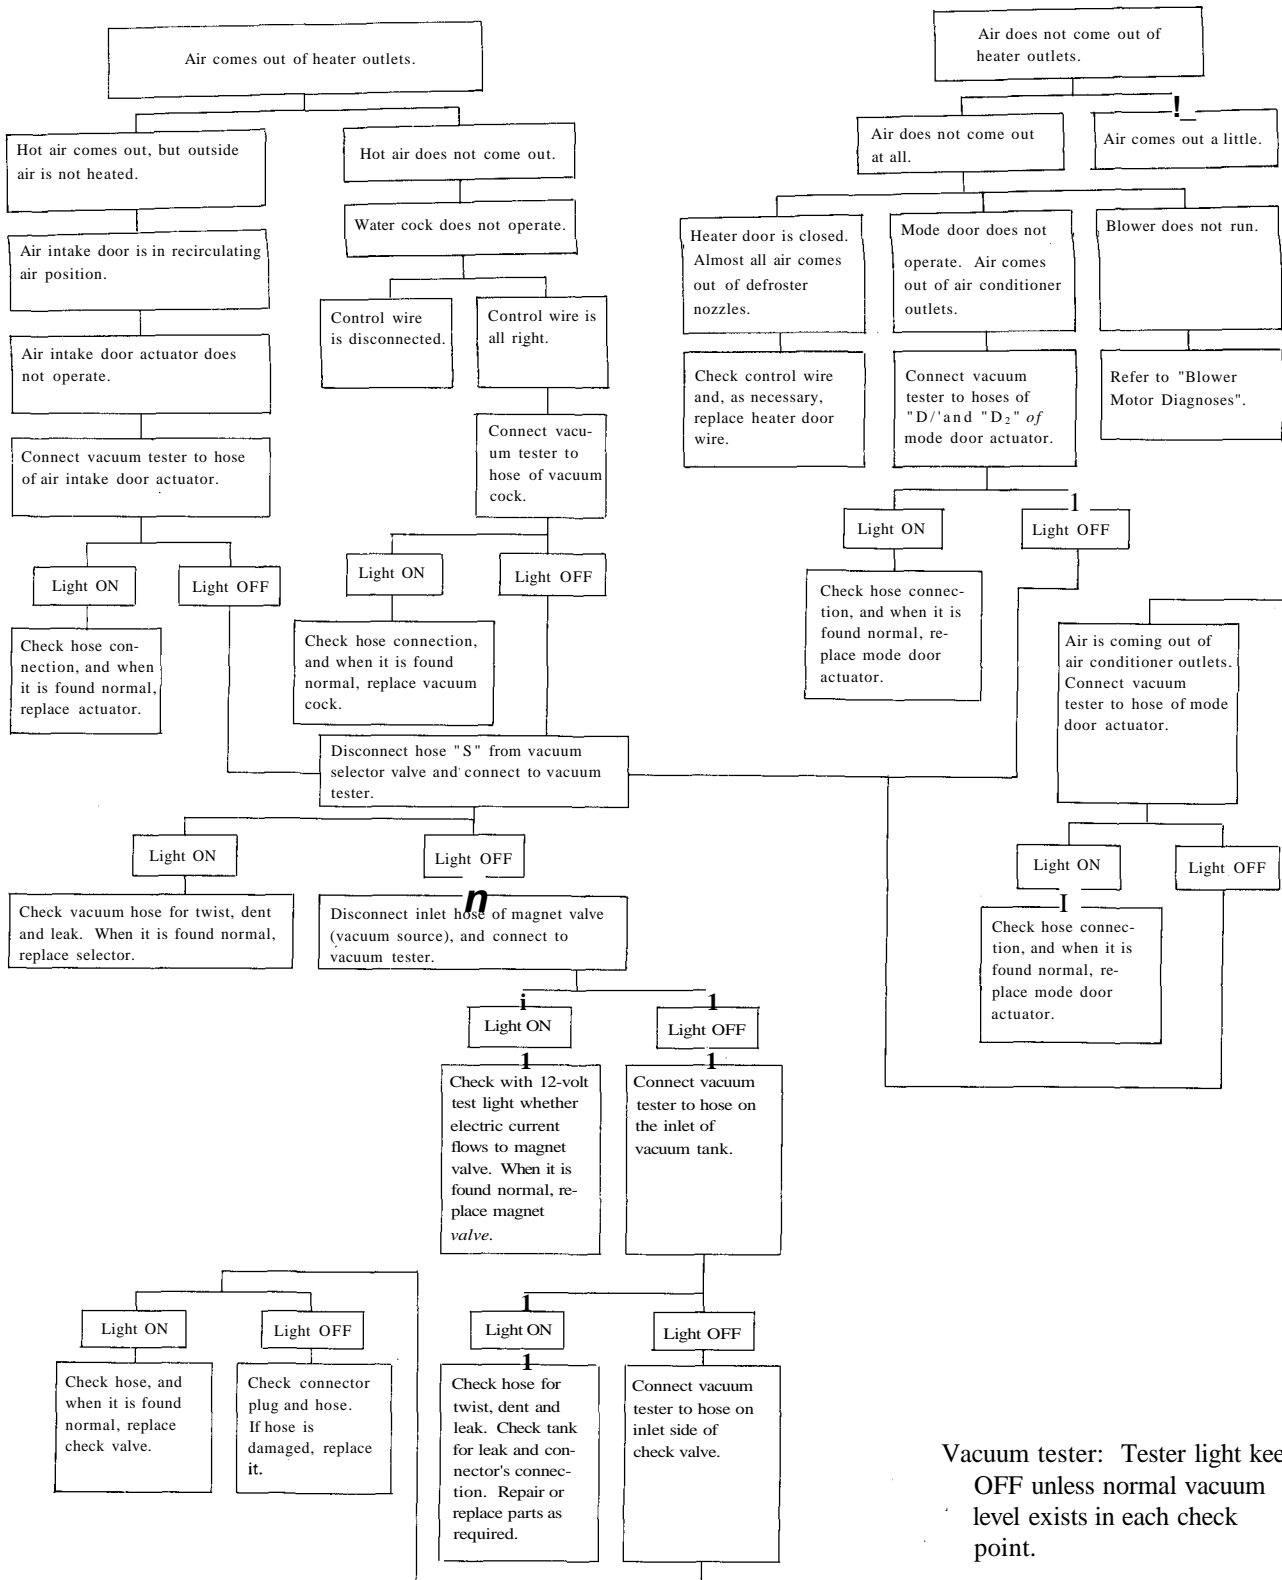 Air comes out of heater outlets.
Air does not come out of
heater outlets.
Hot air comes out, but outside
air is not heated.
Hot air does not come out.
Air does not come out
at all.
Air comes out a little.
Air intake door is in recirculating
air position.
Water cock does not operate.
Heater door is closed.
Almost all air comes
out of defroster
nozzles.
Mode door does not
operate. Air comes
out of air conditioner
outlets.
Blower does not run.
Air intake door actuator does
not operate.
Control wire
is disconnected.
Control wire is
all right.
Check control wire
and, as necessary,
replace heater door
wire.
Connect vacuum
tester to hoses of
"D/'and "D₂" of
mode door actuator.
Refer to "Blower
Motor Diagnoses".
Connect vacuum tester to hose
of air intake door actuator.
Connect vacu-
um tester to
hose of vacuum
cock.
Light ON
Light OFF
Light ON
Light OFF
Light ON
Light OFF
Check hose con-
nection, and when
it is found normal,
replace actuator.
Check hose connection,
and when it is found
normal, replace vacuum
cock.
Check hose connec-
tion, and when it is
found normal, re-
place mode door
actuator.
Air is coming out of
air conditioner outlets.
Connect vacuum
tester to hose of mode
door actuator.
Disconnect hose "S" from vacuum
selector valve and connect to vacuum
tester.
Light ON
Light OFF
Light ON
Light OFF
Check vacuum hose for twist, dent
and leak. When it is found normal,
replace selector.
Disconnect inlet hose of magnet valve
(vacuum source), and connect to
vacuum tester.
Check hose connec-
tion, and when it is
found normal, re-
place mode door
actuator.
Light ON
Light OFF
Check with 12-volt
test light whether
electric current
flows to magnet
valve. When it is
found normal, re-
place magnet
valve.
Connect vacuum
tester to hose on
the inlet of
vacuum tank.
Light ON
Light OFF
Light ON
Light OFF
Check hose, and
when it is found
normal, replace
check valve.
Check connector
plug and hose.
If hose is
damaged, replace
it.
Check hose for
twist, dent and
leak. Check tank
for leak and con-
nector's connec-
tion. Repair or
replace parts as
required.
Connect vacuum
tester to hose on
inlet side of
check valve.
Vacuum tester: Tester light kee
OFF unless normal vacuum
level exists in each check
point.